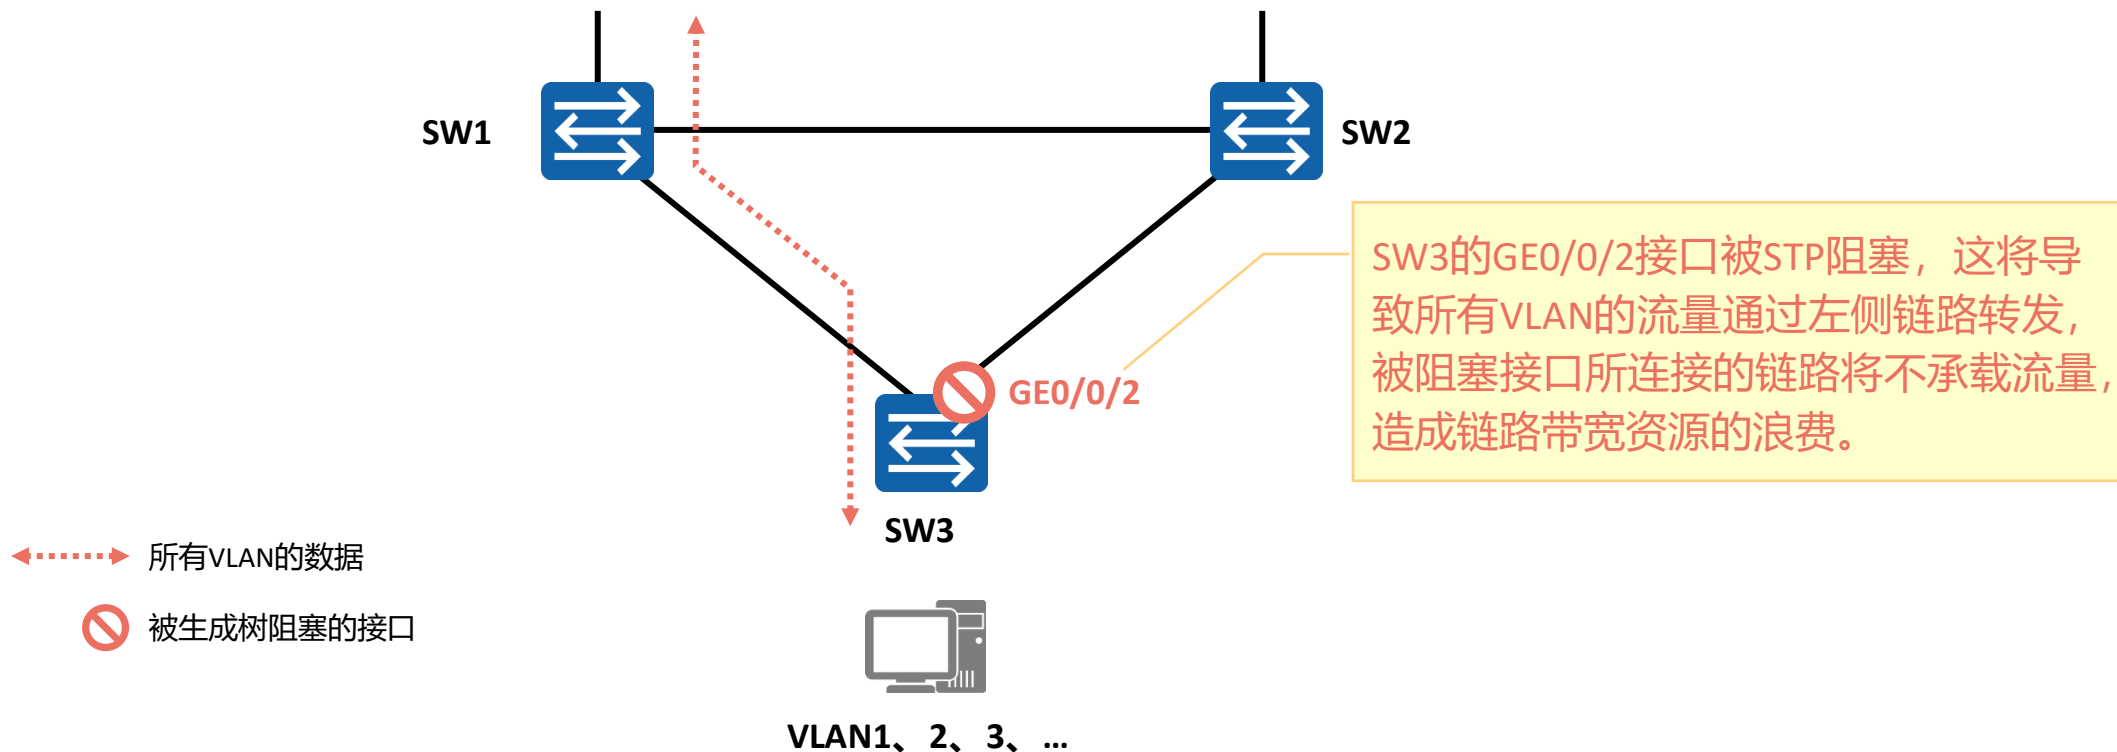 SW1
SW2
SW3的GE0/0/2接口被STP阻塞，这将导
致所有VLAN的流量通过左侧链路转发，
被阻塞接口所连接的链路将不承载流量，
造成链路带宽资源的浪费。
GE0/0/2
SW3
所有VLAN的数据
被生成树阻塞的接口
VLAN1、2、3、…